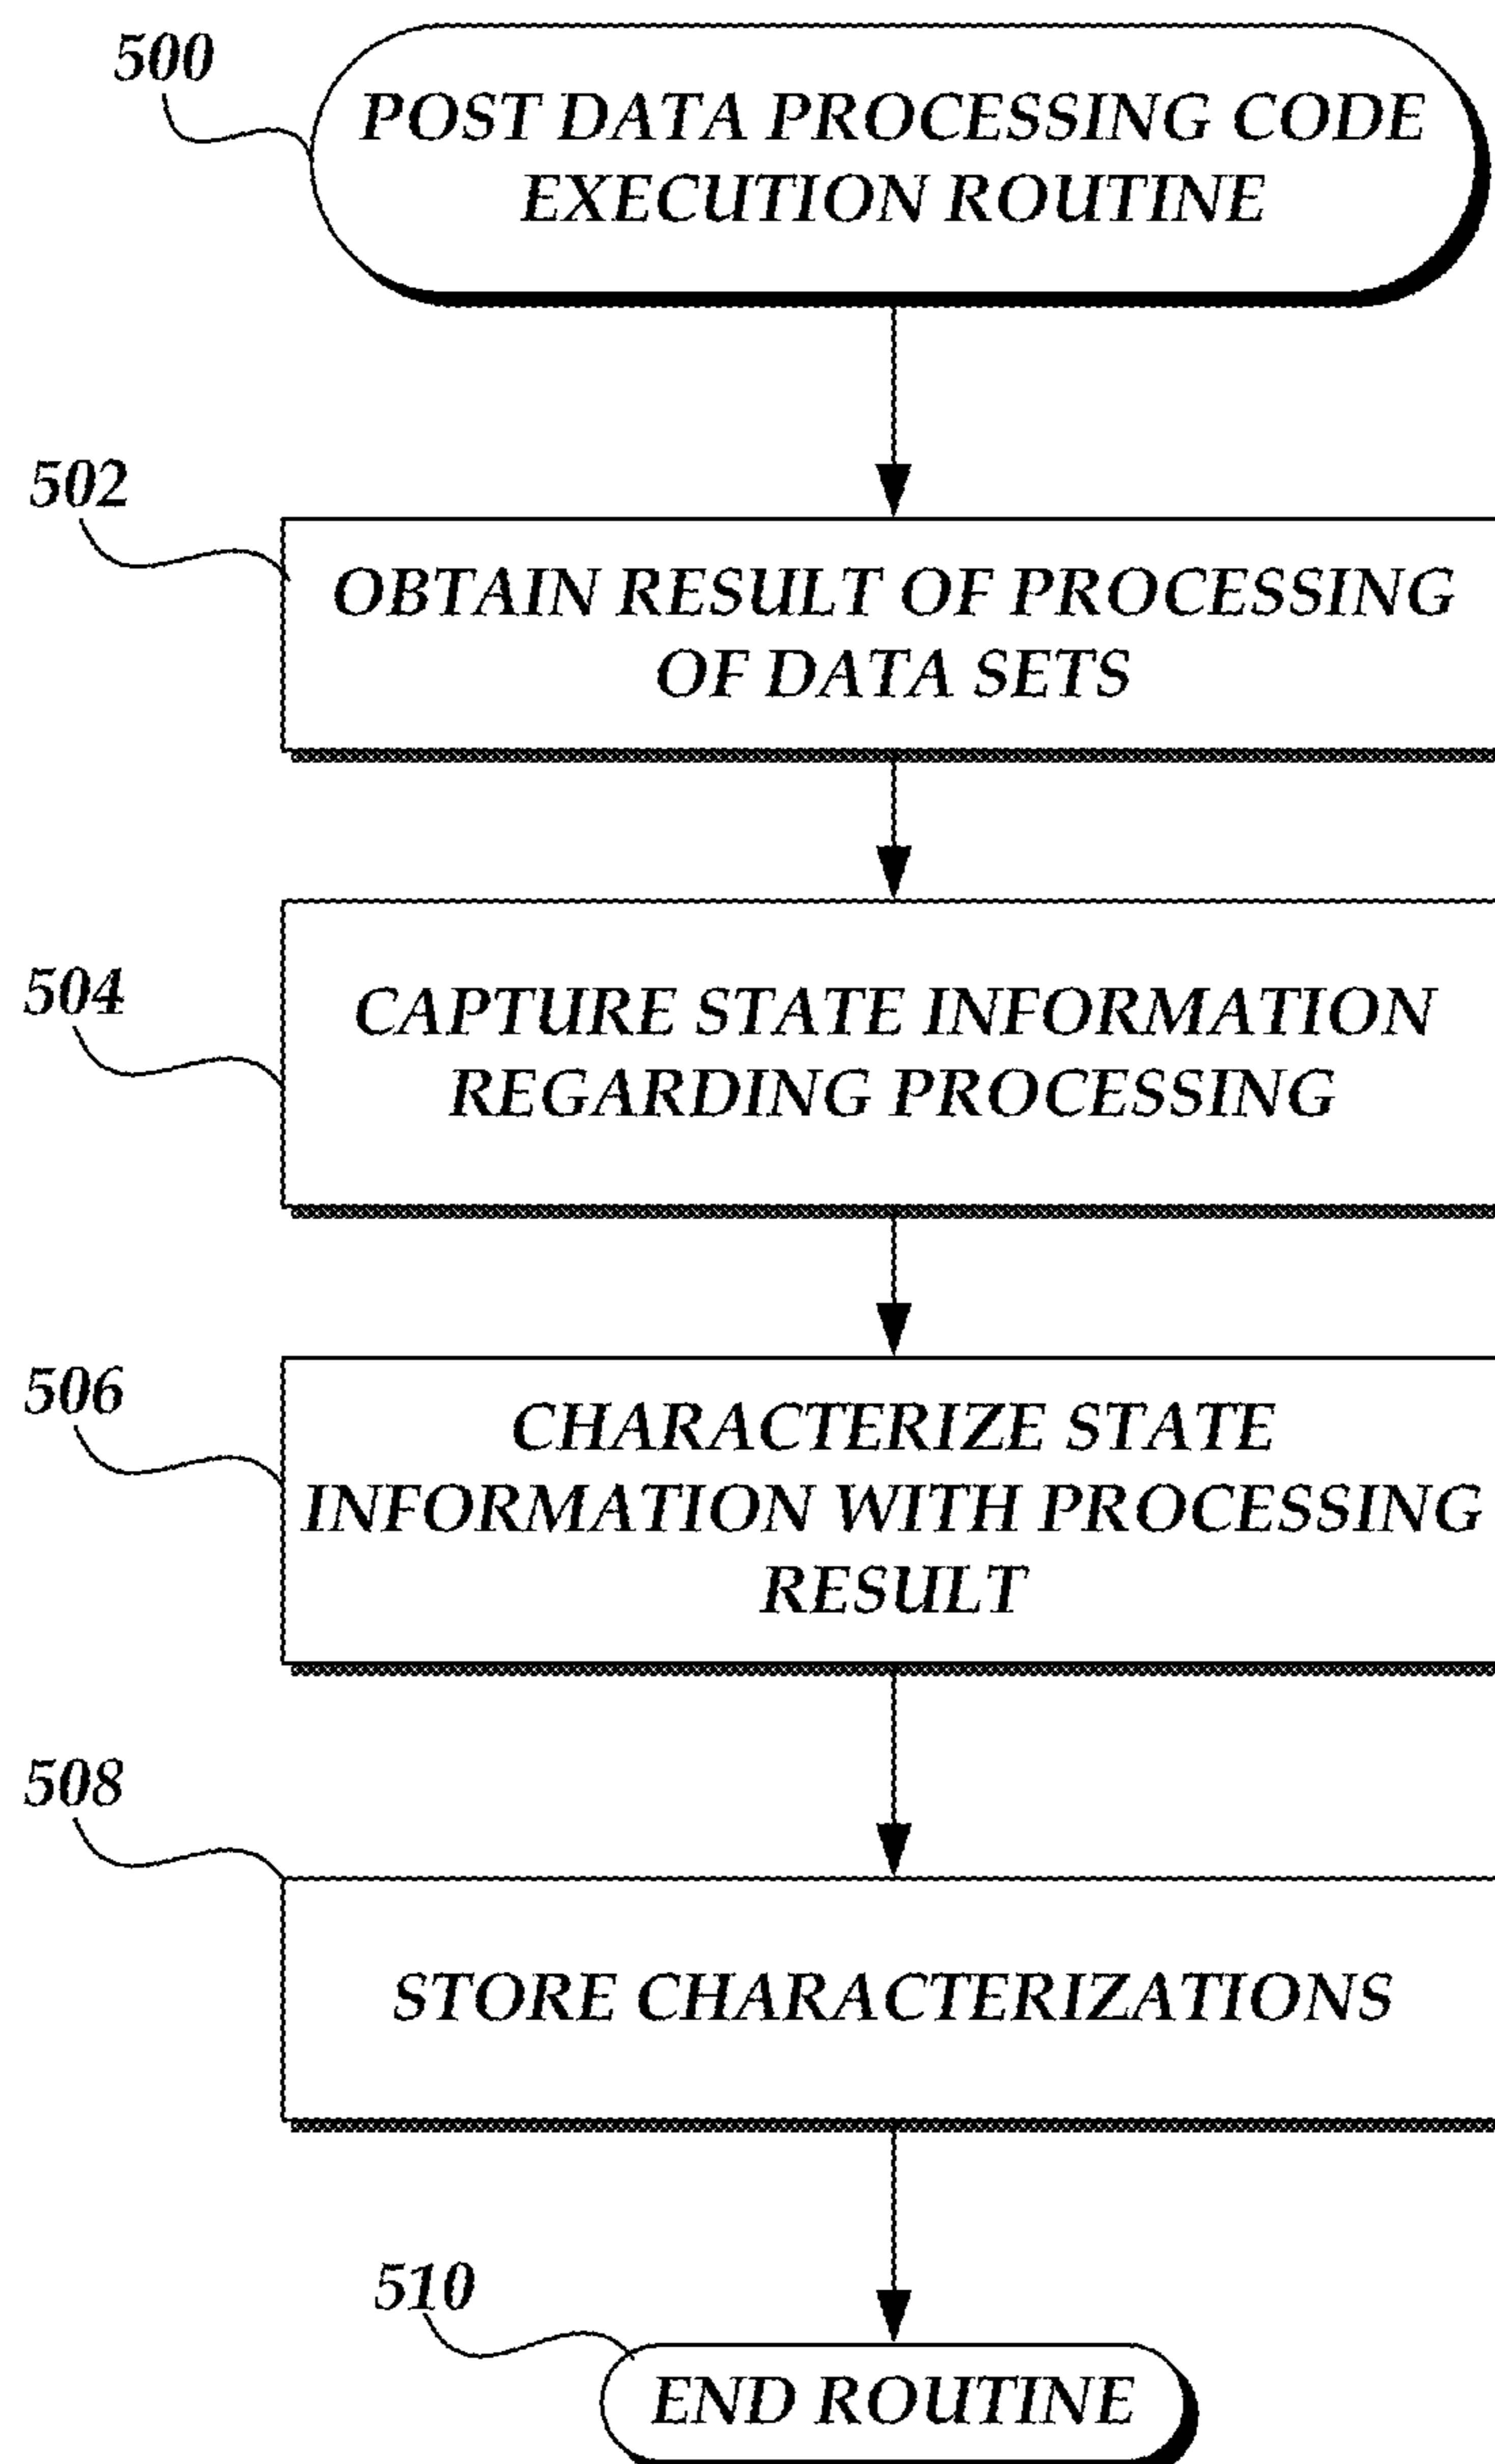 500
POST DATA PROCESSING CODE
EXECUTION ROUTINE
502
OBTAIN RESULT OF PROCESSING
OF DATA SETS
504
CAPTURE STATE INFORMATION
REGARDING PROCESSING
506
CHARACTERIZE STATE
INFORMATION WITH PROCESSING
RESULT
508
STORE CHARACTERIZATIONS
510
END ROUTINE